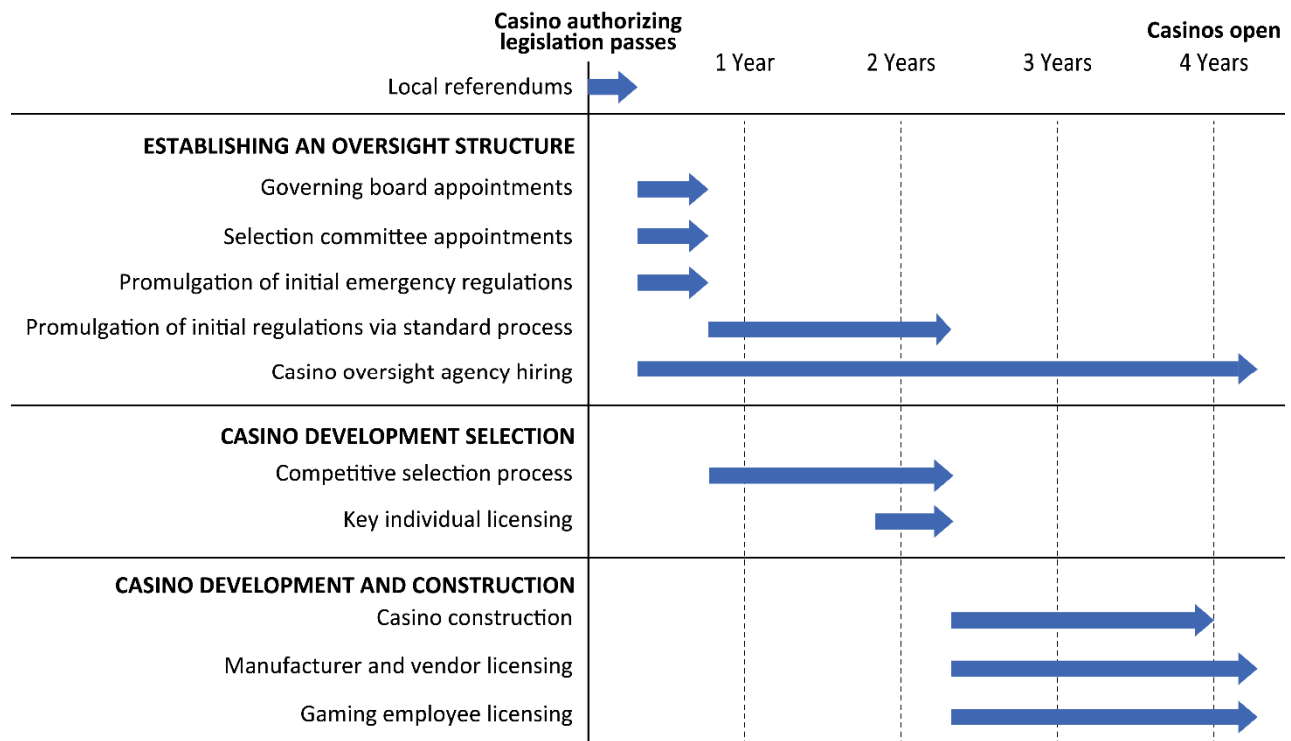 Casino authorizing
legislation passes
Casinos open
1 Year
2 Years
3 Years
4 Years
Local referendums
ESTABLISHING AN OVERSIGHT STRUCTURE
Governing board appointments
Selection committee appointments
Promulgation of initial emergency regulations
Promulgation of initial regulations via standard process
Casino oversight agency hiring
CASINO DEVELOPMENT SELECTION
Competitive selection process
Key individual licensing
CASINO DEVELOPMENT AND CONSTRUCTION
Casino construction
Manufacturer and vendor licensing
Gaming employee licensing